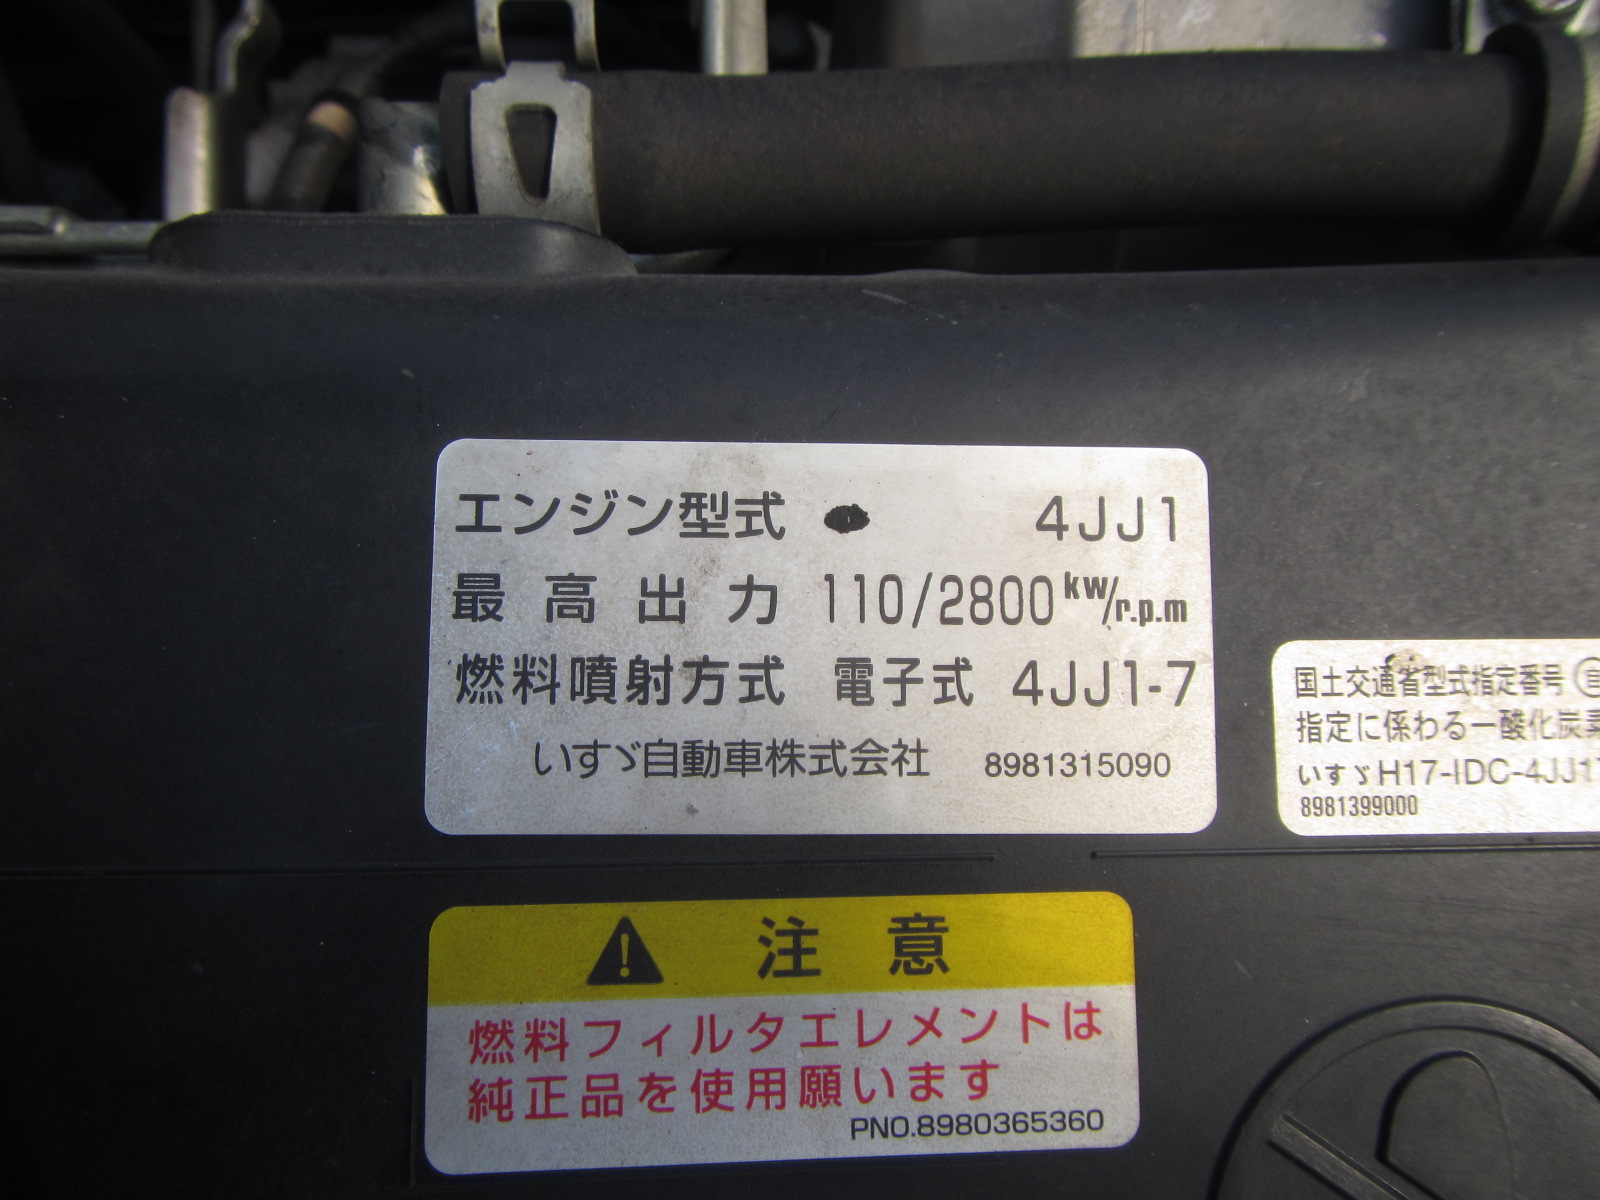 エンジン型式 4JJ1
最高出力 110/2800kw/r.p.m
燃料噴射方式 電子式 4JJ1-7
いすゞ自動車株式会社 8981315090
国土交通省型式指定番号
指定に係わる一酸化炭素
いすゞH17-IDC-4JJ1
8981399000
注意
燃料フィルタエレメントは
純正品を使用願います
PNO.8980365360